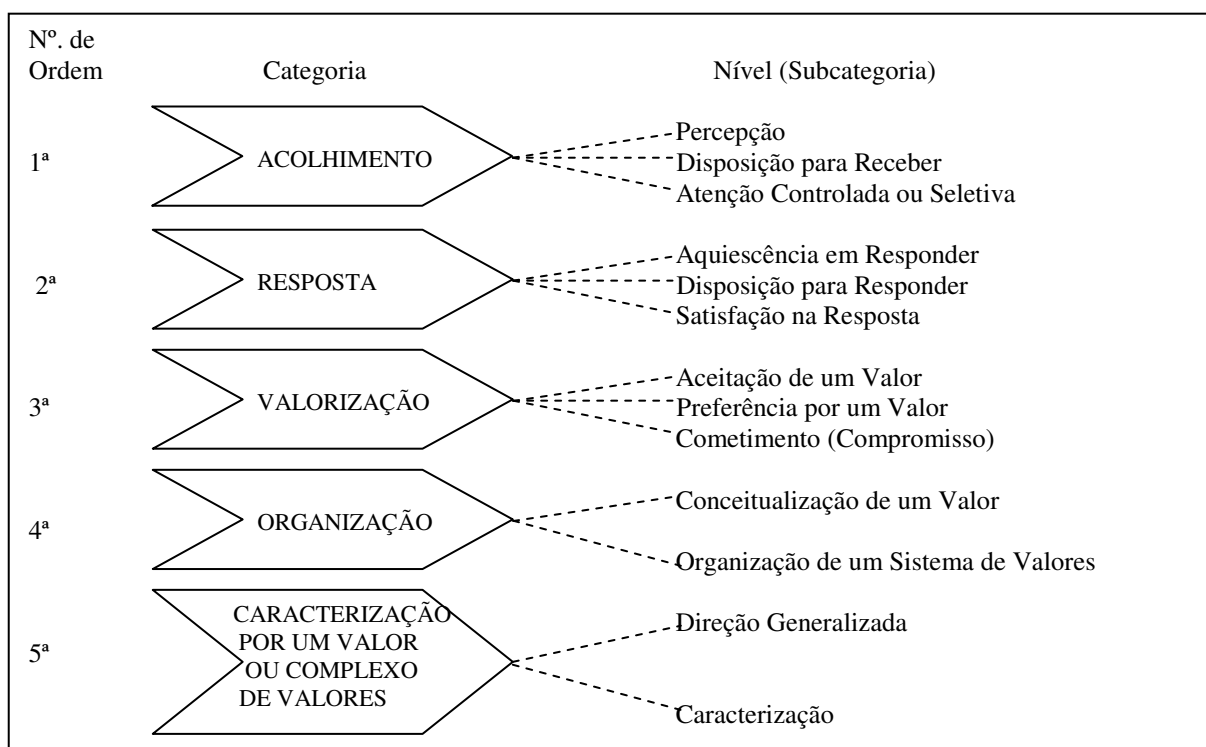 Nº. de
Ordem Categoria Nível (Subcategoria)
1ª ACOLHIMENTO
Percepção
Disposição para Receber
Atenção Controlada ou Seletiva
2ª RESPOSTA
Aquiescência em Responder
Disposição para Responder
Satisfação na Resposta
3ª VALORIZAÇÃO
Aceitação de um Valor
Preferência por um Valor
Cometimento (Compromisso)
4ª ORGANIZAÇÃO
Conceitualização de um Valor
Organização de um Sistema de Valores
5ª
CARACTERIZAÇÃO
POR UM VALOR
OU COMPLEXO
DE VALORES
Direção Generalizada
Caracterização